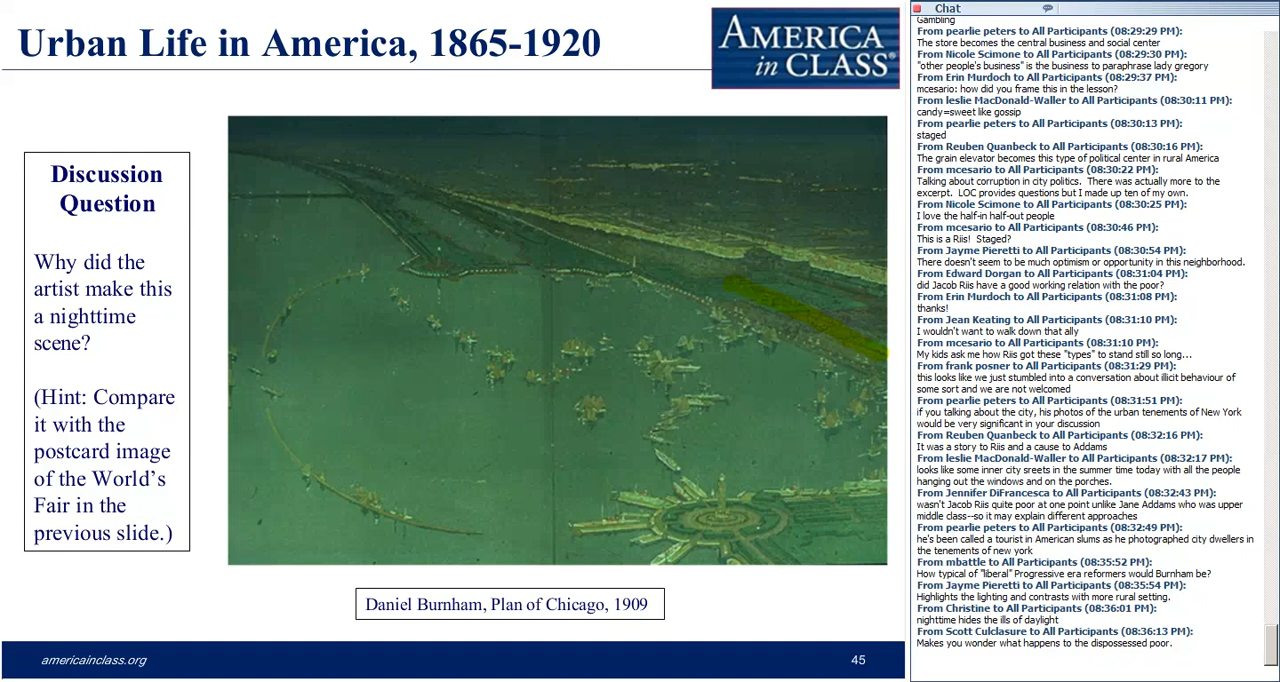 Urban Life in America, 1865-1920
AMERICA
in CLASS®
Discussion
Question
Why did the
artist make this
a nighttime
scene?
(Hint: Compare
it with the
postcard image
of the World’s
Fair in the
previous slide.)
Daniel Burnham, Plan of Chicago, 1909
americainclass.org
45
Chat
Gambling
From pearlie peters to All Participants (08:29:29 PM):
The store becomes the central business and social center
From Nicole Scimone to All Participants (08:29:30 PM):
"other people's business" is the business to paraphrase lady gregory
From Erin Murdoch to All Participants (08:29:37 PM):
mcesario: how did you frame this in the lesson?
From leslie MacDonald-Waller to All Participants (08:30:11 PM):
candy=sweet like gossip
From pearlie peters to All Participants (08:30:13 PM):
staged
From Reuben Quanbeck to All Participants (08:30:16 PM):
The grain elevator becomes this type of political center in rural America
From mcesario to All Participants (08:30:22 PM):
Talking about corruption in city politics.  There was actually more to the
excerpt.  LOC provides questions but I made up ten of my own.
From Nicole Scimone to All Participants (08:30:25 PM):
I love the half-in half-out people
From mcesario to All Participants (08:30:46 PM):
This is a Riis!  Staged?
From Jayme Pieretti to All Participants (08:30:54 PM):
There doesn't seem to be much optimism or opportunity in this neighborhood.
From Edward Dorgan to All Participants (08:31:04 PM):
did Jacob Riis have a good working relation with the poor?
From Erin Murdoch to All Participants (08:31:08 PM):
thanks!
From Jean Keating to All Participants (08:31:10 PM):
I wouldn't want to walk down that ally
From mcesario to All Participants (08:31:10 PM):
My kids ask me how Riis got these "types" to stand still so long...
From frank posner to All Participants (08:31:29 PM):
this looks like we just stumbled into a conversation about illicit behaviour of
some sort and we are not welcomed
From pearlie peters to All Participants (08:31:51 PM):
if you talking about the city, his photos of the urban tenements of New York
would be very significant in your discussion
From Reuben Quanbeck to All Participants (08:32:16 PM):
It was a story to Riis and a cause to Addams
From leslie MacDonald-Waller to All Participants (08:32:17 PM):
looks like some inner city sreets in the summer time today with all the people
hanging out the windows and on the porches.
From Jennifer DiFrancesca to All Participants (08:32:43 PM):
wasn't Jacob Riis quite poor at one point unlike Jane Addams who was upper
middle class--so it may explain different approaches
From pearlie peters to All Participants (08:32:49 PM):
he's been called a tourist in American slums as he photographed city dwellers in
the tenements of new york
From mbattle to All Participants (08:35:52 PM):
How typical of "liberal" Progressive era reformers would Burnham be?
From Jayme Pieretti to All Participants (08:35:54 PM):
Highlights the lighting and contrasts with more rural setting.
From Christine to All Participants (08:36:01 PM):
nighttime hides the ills of daylight
From Scott Culclasure to All Participants (08:36:13 PM):
Makes you wonder what happens to the dispossessed poor.